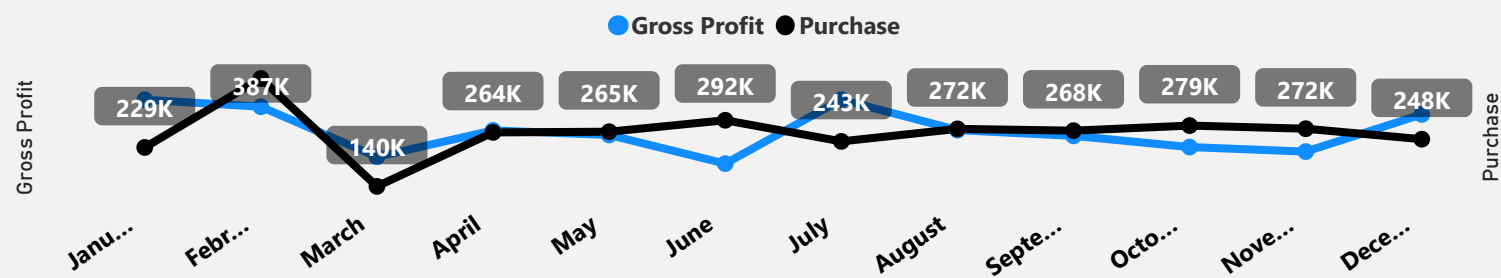 Gross Profit Purchase
Gross Profit
229K
387K
140K
264K
265K
292K
243K
272K
268K
279K
272K
248K
Purchase
Janu...
Febr...
March
April
May
June
July
August
Septe...
Octo...
Nove...
Dece...